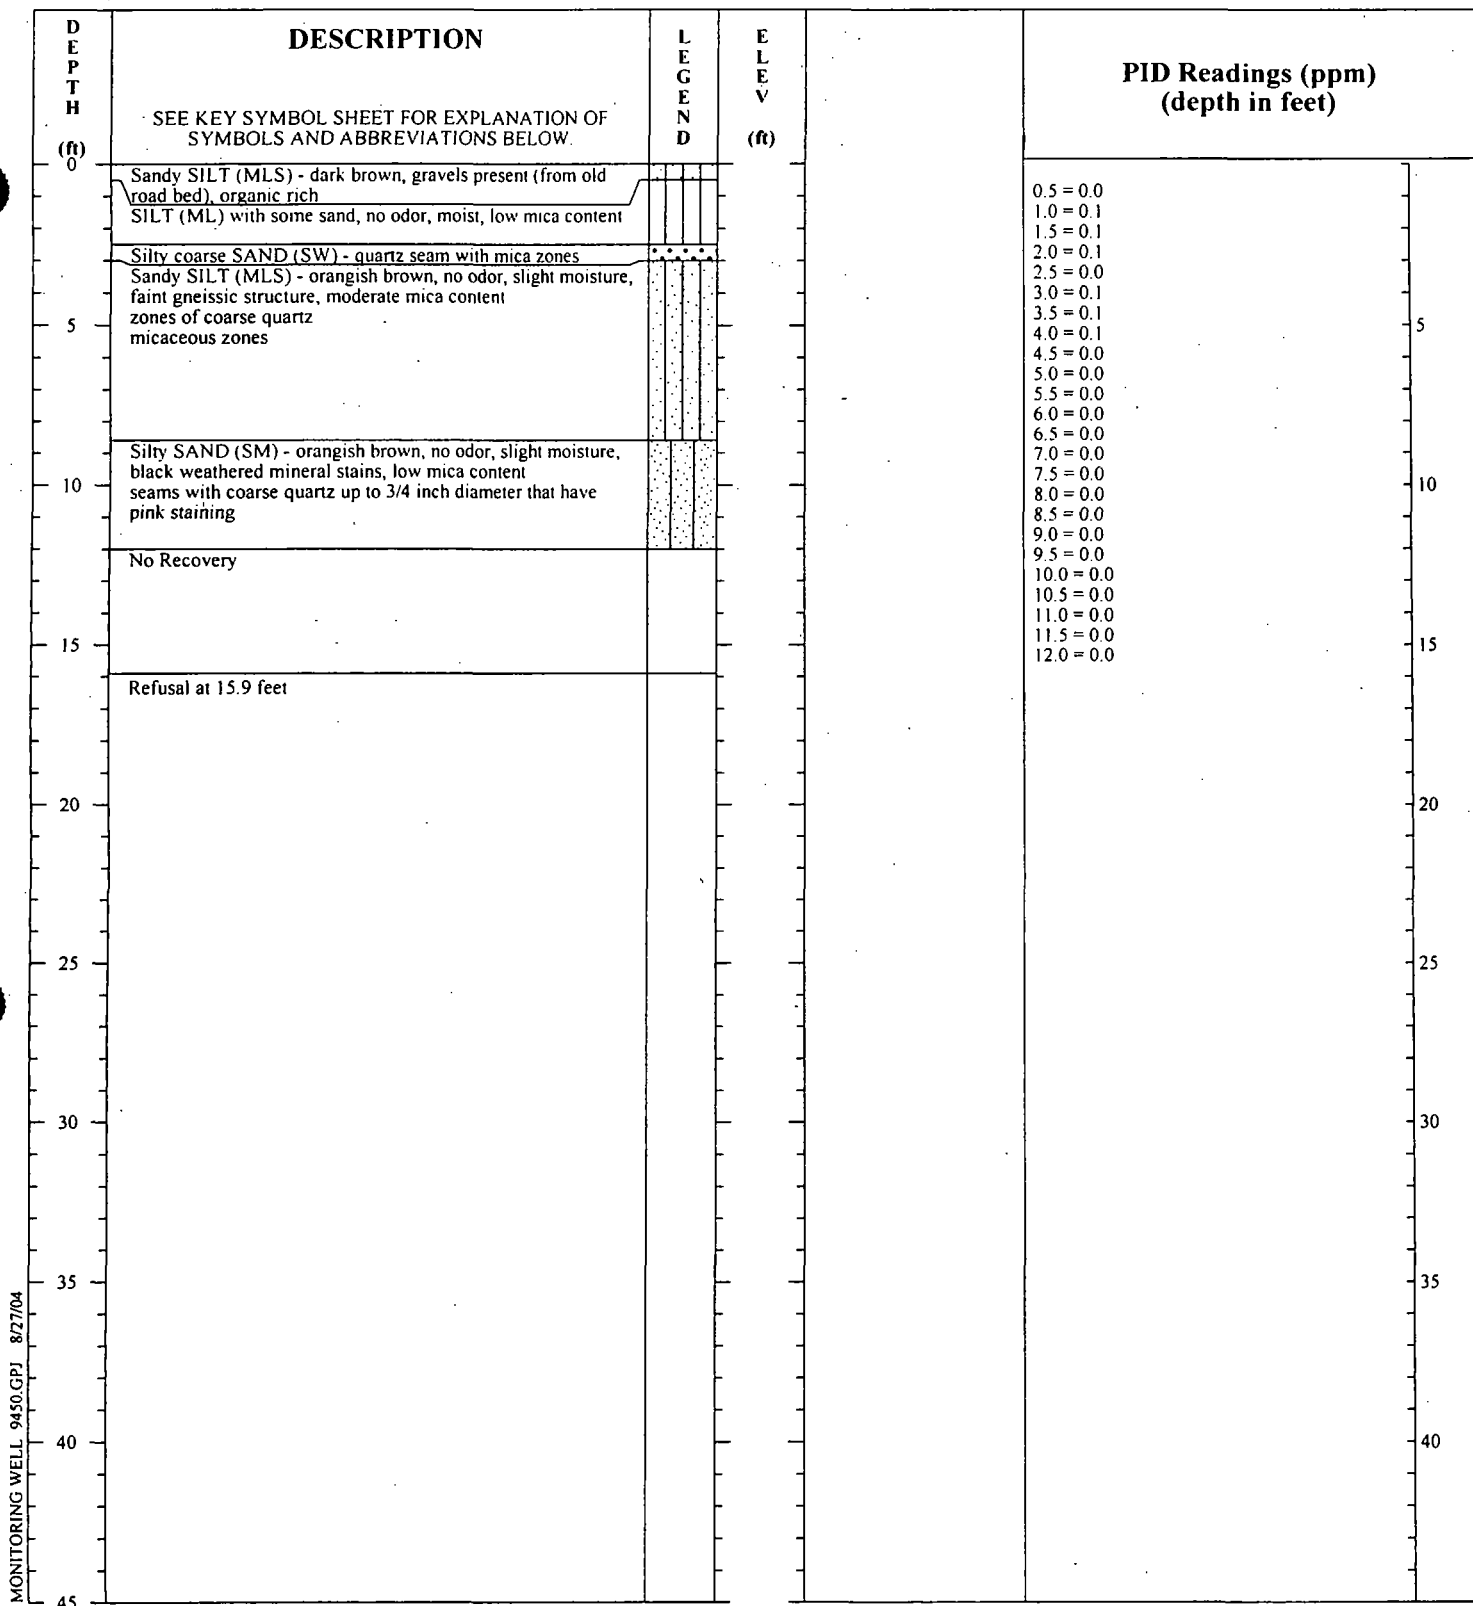 DEPTH (ft)
DESCRIPTION
SEE KEY SYMBOL SHEET FOR EXPLANATION OF
SYMBOLS AND ABBREVIATIONS BELOW.
LEGEND
ELEV (ft)
PID Readings (ppm)
(depth in feet)
0
Sandy SILT (MLS) - dark brown, gravels present (from old
road bed), organic rich
SILT (ML) with some sand, no odor, moist, low mica content
Silty coarse SAND (SW) - quartz seam with mica zones
Sandy SILT (MLS) - orangish brown, no odor, slight moisture,
faint gneissic structure, moderate mica content
zones of coarse quartz
micaceous zones
5
Silty SAND (SM) - orangish brown, no odor, slight moisture,
black weathered mineral stains, low mica content
seams with coarse quartz up to 3/4 inch diameter that have
pink staining
10
No Recovery
15
Refusal at 15.9 feet
20
25
30
35
40
45
0.5 = 0.0
1.0 = 0.1
1.5 = 0.1
2.0 = 0.1
2.5 = 0.0
3.0 = 0.1
3.5 = 0.1
4.0 = 0.1
4.5 = 0.0
5.0 = 0.0
5.5 = 0.0
6.0 = 0.0
6.5 = 0.0
7.0 = 0.0
7.5 = 0.0
8.0 = 0.0
8.5 = 0.0
9.0 = 0.0
9.5 = 0.0
10.0 = 0.0
10.5 = 0.0
11.0 = 0.0
11.5 = 0.0
12.0 = 0.0
5
10
15
20
25
30
35
40
MONITORING WELL 9450.GPJ 8/27/04